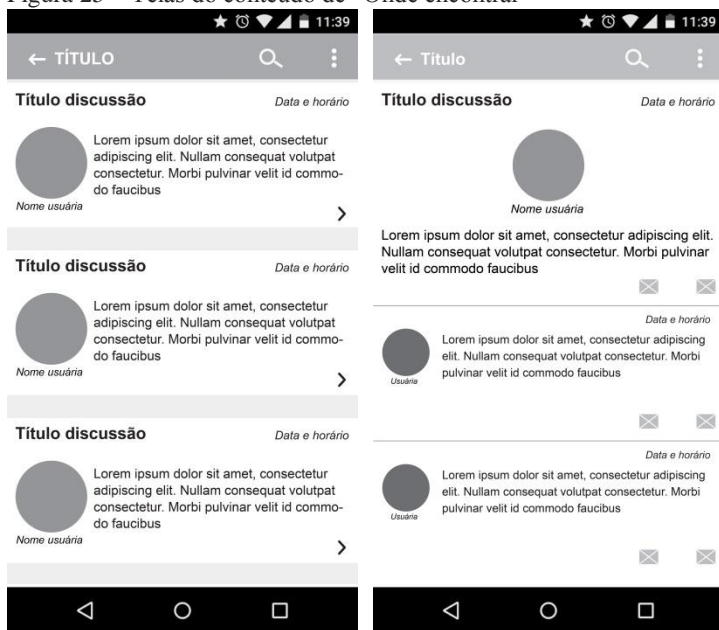 Figura 23 – Telas do conteúdo de "Onde encontrar"
11:39
← TÍTULO
Título discussão
Data e horário
Lorem ipsum dolor sit amet, consectetur
adipiscing elit. Nullam consequat volutpat
consectetur. Morbi pulvinar velit id commo-
do faucibus
Nome usuária
Título discussão
Data e horário
Lorem ipsum dolor sit amet, consectetur
adipiscing elit. Nullam consequat volutpat
consectetur. Morbi pulvinar velit id commo-
do faucibus
Nome usuária
Título discussão
Data e horário
Lorem ipsum dolor sit amet, consectetur
adipiscing elit. Nullam consequat volutpat
consectetur. Morbi pulvinar velit id commo-
do faucibus
Nome usuária
11:39
← Título
Título discussão
Data e horário
Nome usuária
Lorem ipsum dolor sit amet, consectetur adipiscing elit.
Nullam consequat volutpat consectetur. Morbi pulvinar
velit id commodo faucibus
Data e horário
Lorem ipsum dolor sit amet, consectetur adipiscing
elit. Nullam consequat volutpat consectetur. Morbi
pulvinar velit id commodo faucibus
Usuária
Data e horário
Lorem ipsum dolor sit amet, consectetur adipiscing
elit. Nullam consequat volutpat consectetur. Morbi
pulvinar velit id commodo faucibus
Usuária